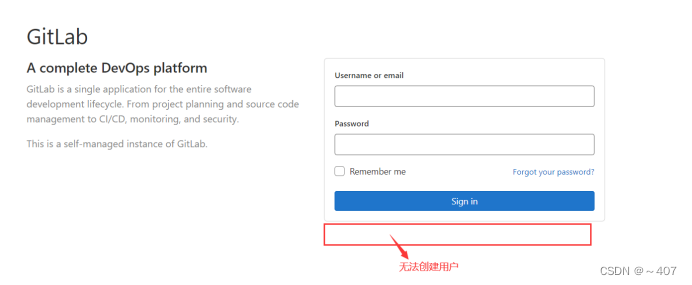 GitLab
A complete DevOps platform
GitLab is a single application for the entire software
development lifecycle. From project planning and source code
management to CI/CD, monitoring, and security.
This is a self-managed instance of GitLab.
Username or email
Password
Remember me
Forgot your password?
Sign in
无法创建用户
CSDN @～407